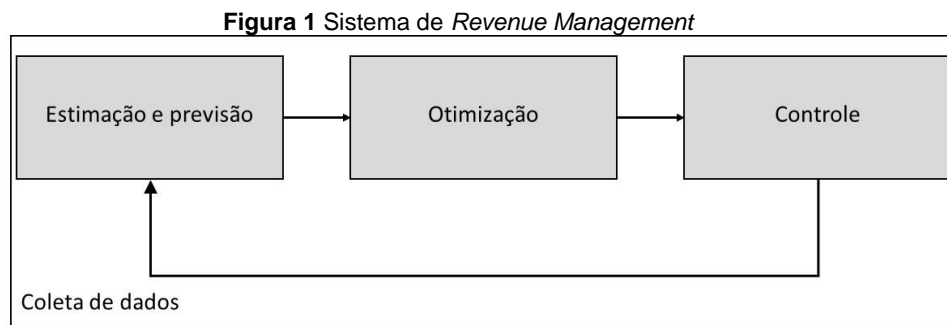 Figura 1 Sistema de Revenue Management
Estimação e previsão
Otimização
Controle
Coleta de dados